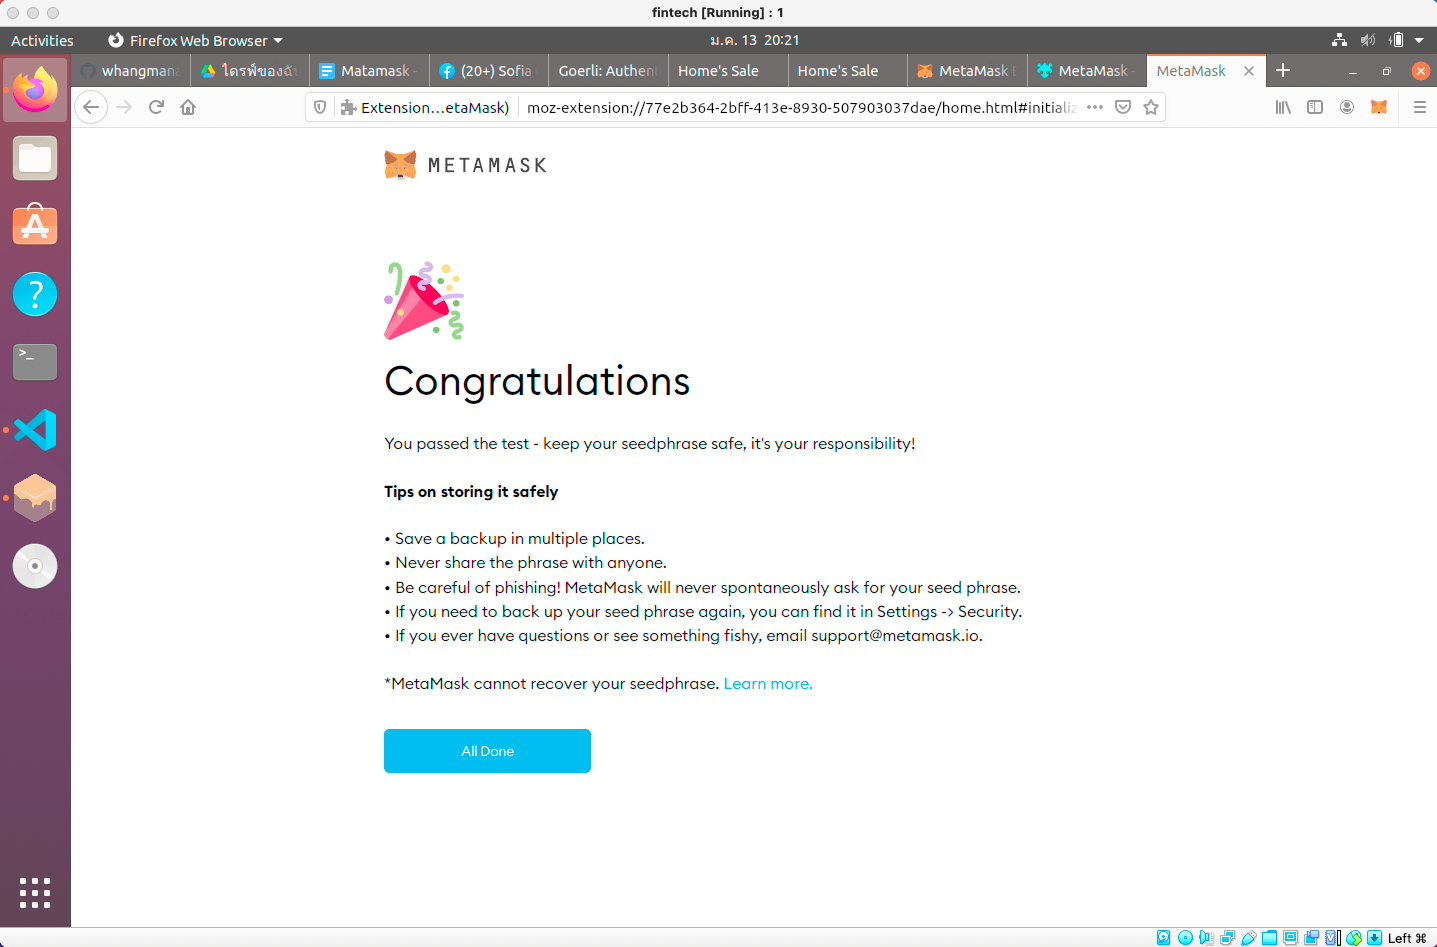 fintech [Running] : 1
Activities
Firefox Web Browser
ม.ค. 13 20:21
whangmana
ไดรฟ์ของฉัน
Matamask -
(20+) Sofia
Goerli: Authent
Home's Sale
Home's Sale
MetaMask
MetaMask -
MetaMask
Extension...etaMask)
moz-extension://77e2b364-2bff-413e-8930-507903037dae/home.html#initializ
METAMASK
Congratulations
You passed the test - keep your seedphrase safe, it's your responsibility!
Tips on storing it safely
• Save a backup in multiple places.
• Never share the phrase with anyone.
• Be careful of phishing! MetaMask will never spontaneously ask for your seed phrase.
• If you need to back up your seed phrase again, you can find it in Settings -> Security.
• If you ever have questions or see something fishy, email support@metamask.io.
*MetaMask cannot recover your seedphrase. Learn more.
All Done
Left ⌘